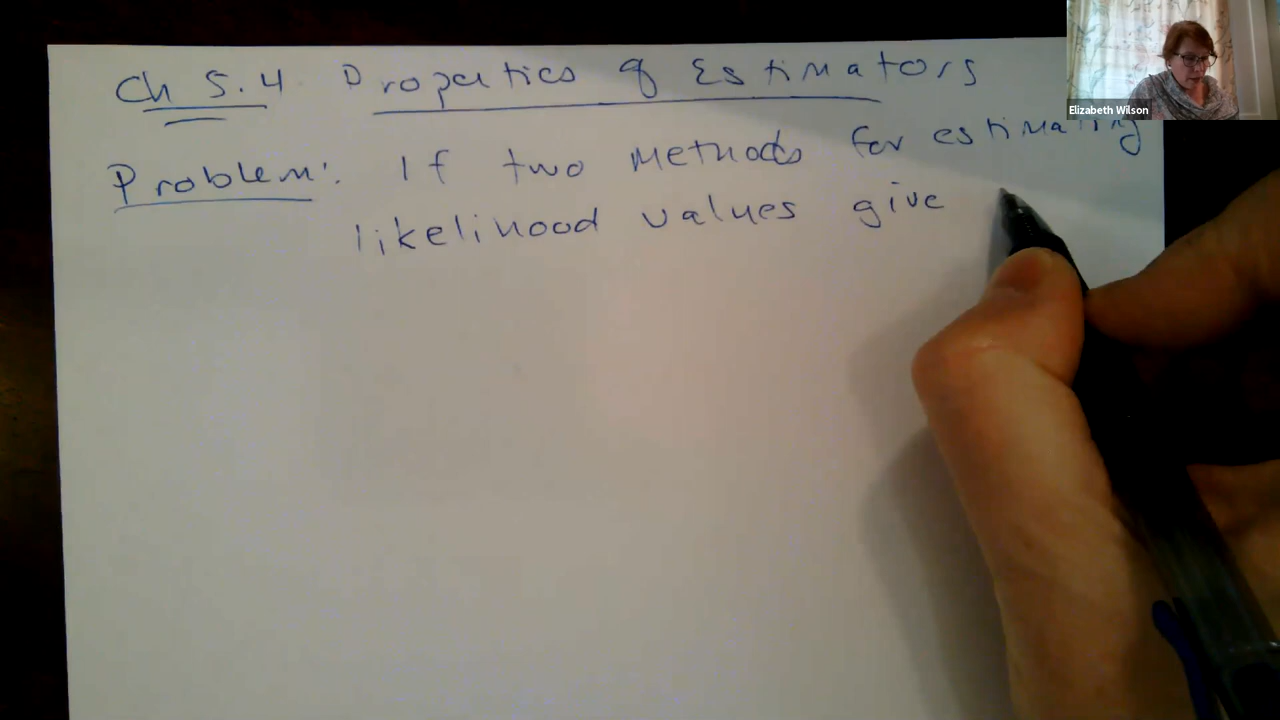 Ch 5.4 Properties of Estimators
Elizabeth Wilson
Problem: If two methods for estimating
likelihood values give